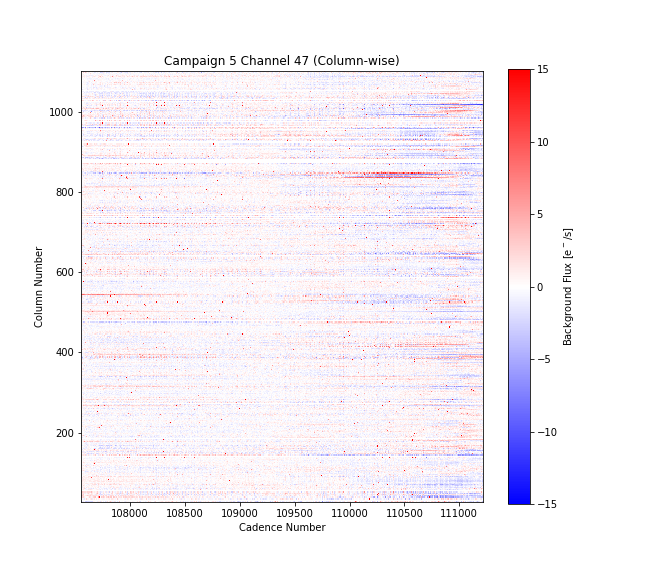 Campaign 5 Channel 47 (Column-wise)
Column Number
1000
800
600
400
200
108000 108500 109000 109500 110000 110500 111000
Cadence Number
15
10
5
0
−5
−10
−15
Background Flux [e⁻/s]